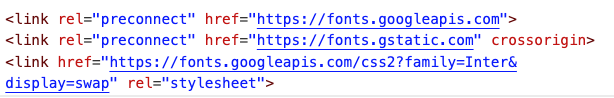 <link rel="preconnect" href="https://fonts.googleapis.com">
<link rel="preconnect" href="https://fonts.gstatic.com" crossorigin>
<link href="https://fonts.googleapis.com/css2?family=Inter&
display=swap" rel="stylesheet">